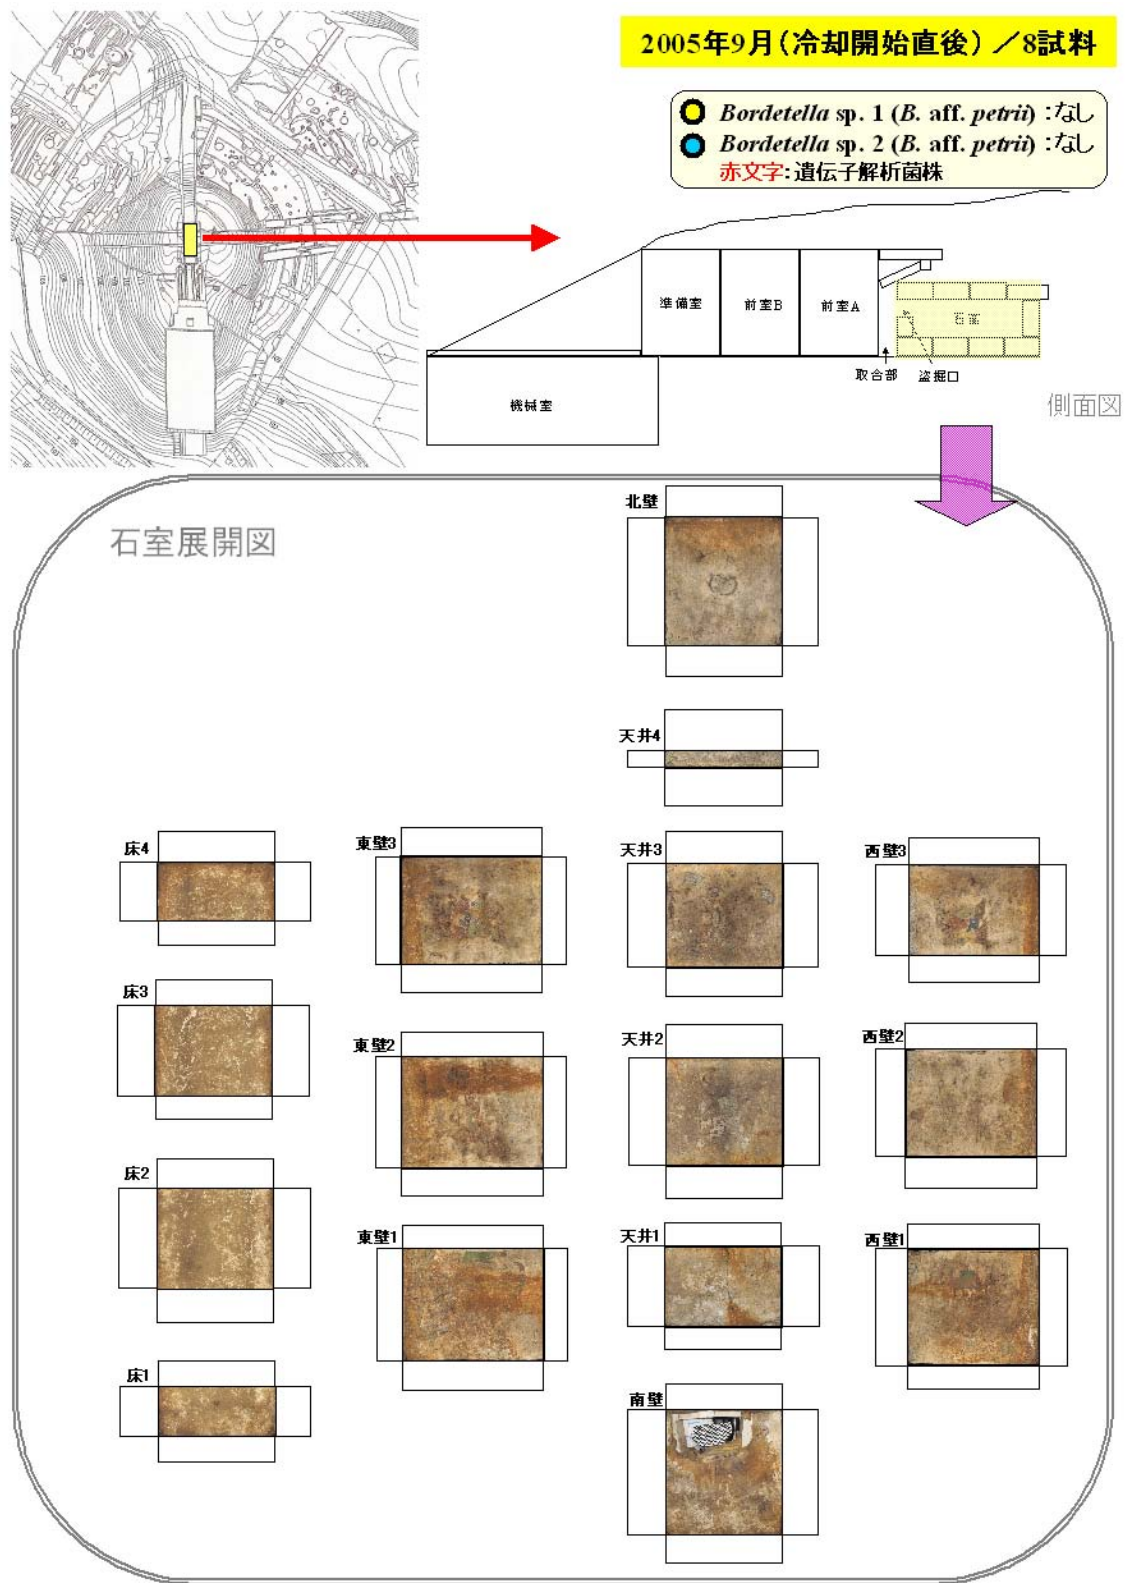 2005年9月(冷却開始直後) /8試料
Bordetella sp. 1 (B. aff. petrii) :なし
Bordetella sp. 2 (B. aff. petrii) :なし
赤文字:遺伝子解析菌株
準備室
前室B
前室A
石室
取合部
盗掘口
機械室
側面図
石室展開図
北壁
天井4
床4
東壁3
天井3
西壁3
床3
東壁2
天井2
西壁2
床2
東壁1
天井1
西壁1
床1
南壁